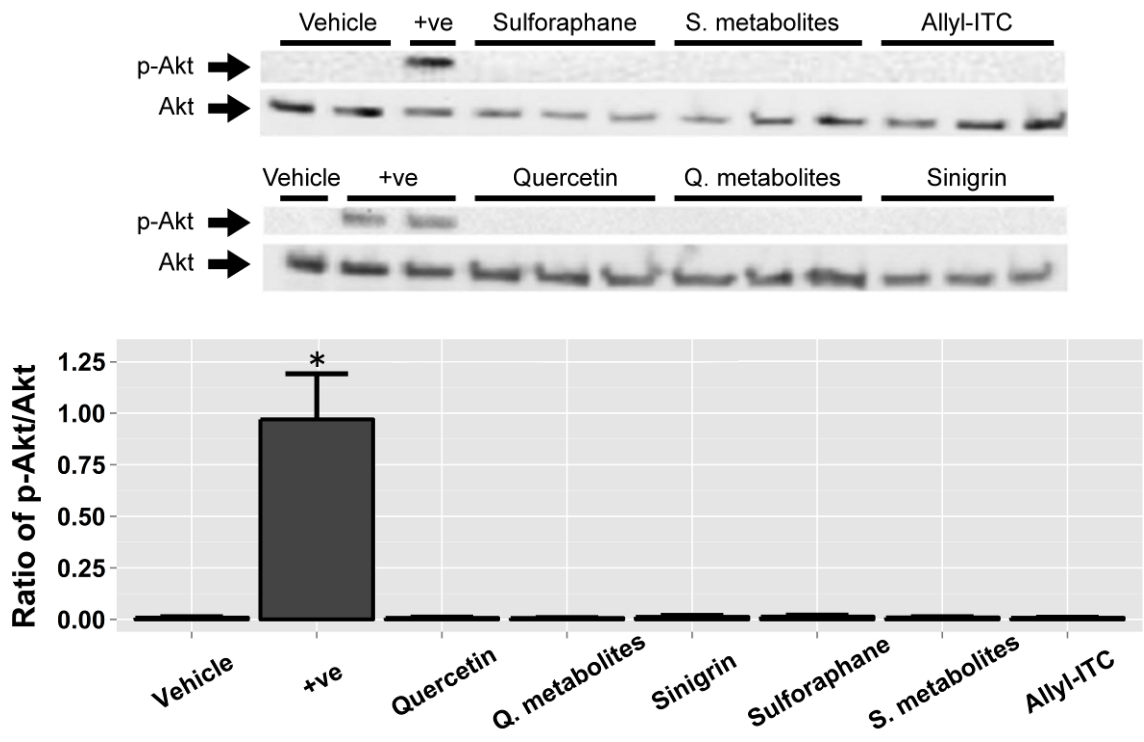 Vehicle +ve Sulforaphane S. metabolites Allyl-ITC
p-Akt
Akt
Vehicle +ve Quercetin Q. metabolites Sinigrin
p-Akt
Akt
Ratio of p-Akt/Akt
1.25
1.00
0.75
0.50
0.25
0.00
*
Vehicle +ve Quercetin Q. metabolites Sinigrin Sulforaphane S. metabolites Allyl-ITC